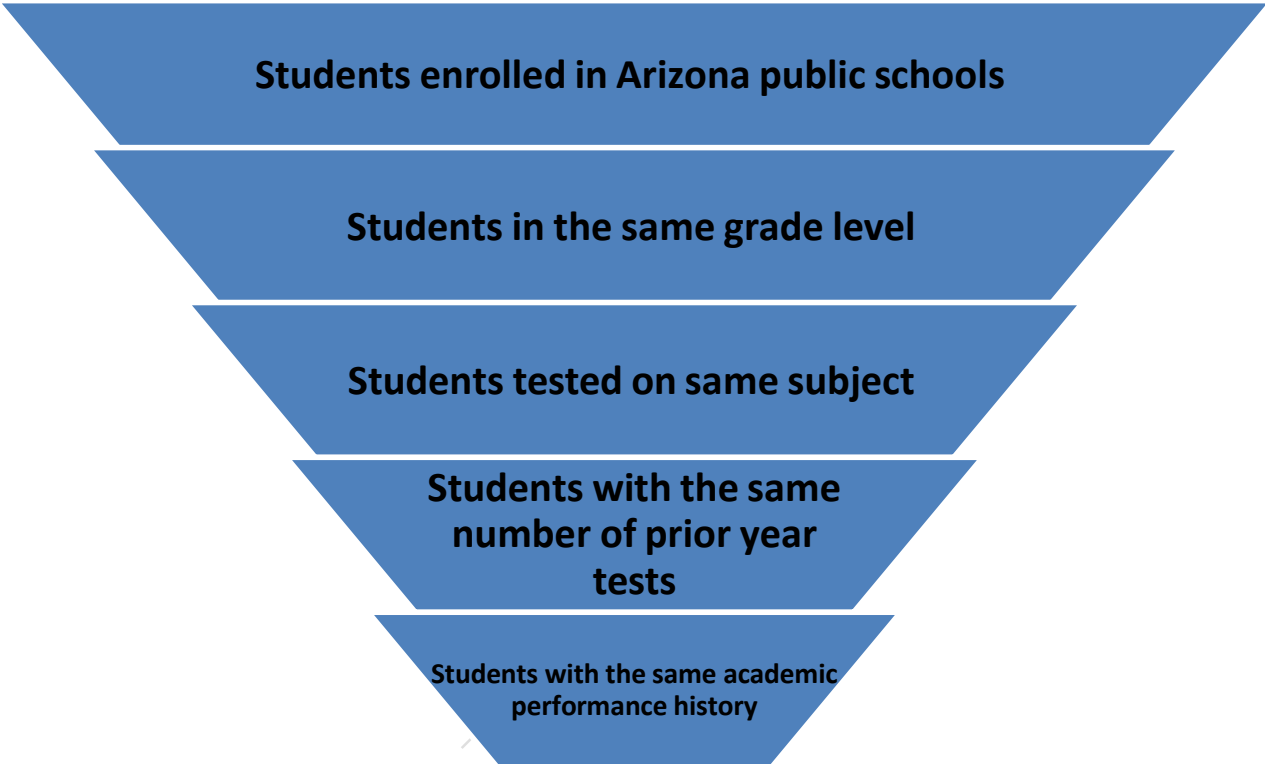 Students enrolled in Arizona public schools
Students in the same grade level
Students tested on same subject
Students with the same
number of prior year
tests
Students with the same academic
performance history